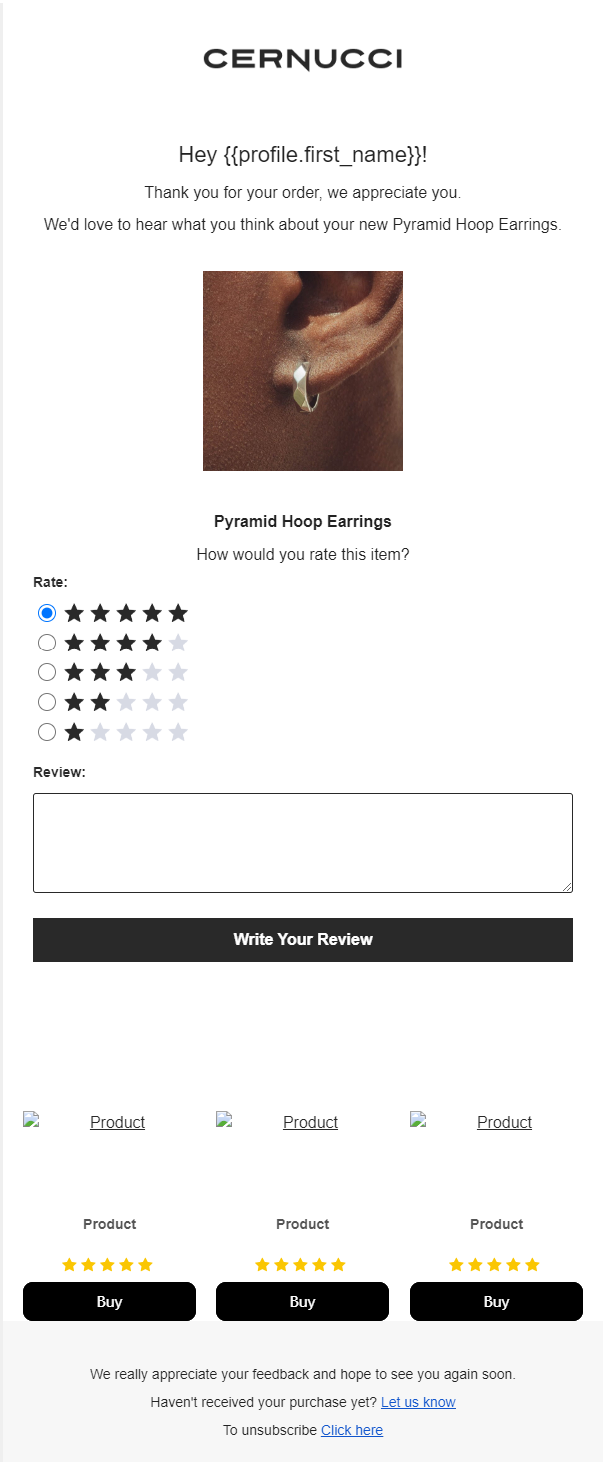 CERNUCCI
Hey {{profile.first_name}}!
Thank you for your order, we appreciate you.
We'd love to hear what you think about your new Pyramid Hoop Earrings.
Pyramid Hoop Earrings
How would you rate this item?
Rate:
Review:
Write Your Review
Product Product Product
Product Product Product
Buy Buy Buy
We really appreciate your feedback and hope to see you again soon.
Haven't received your purchase yet? Let us know
To unsubscribe Click here